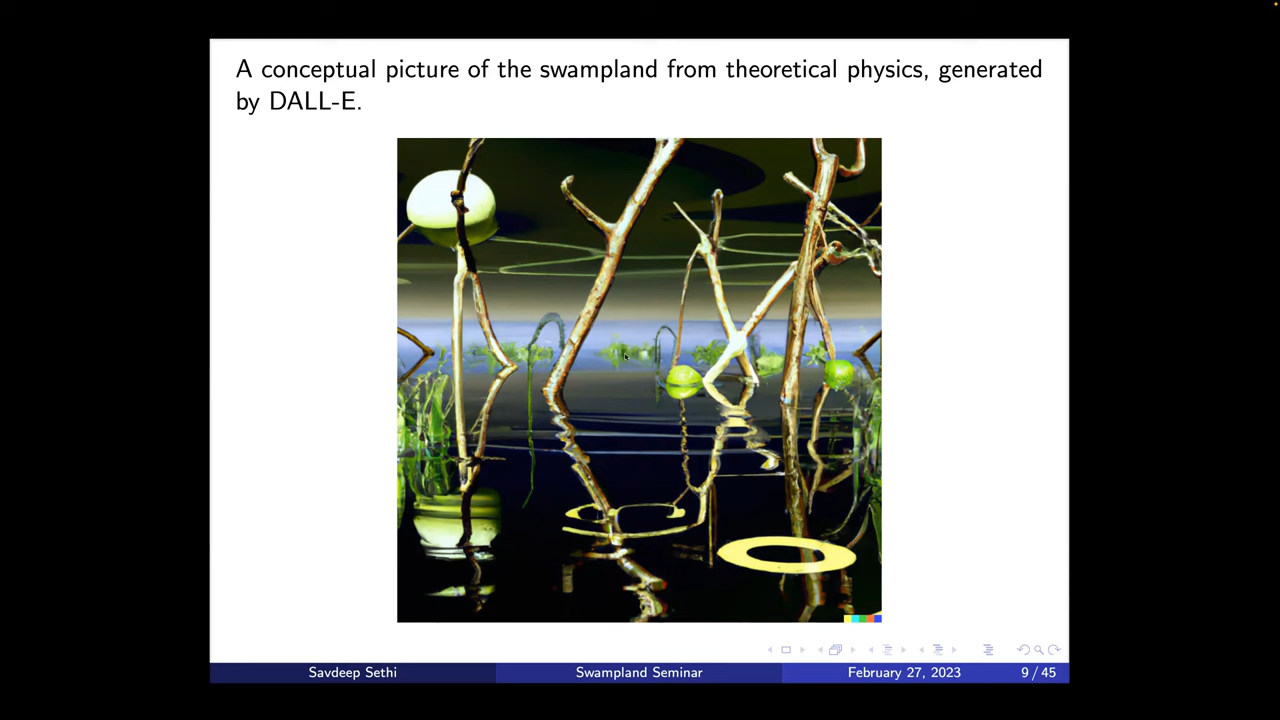 A conceptual picture of the swampland from theoretical physics, generated
by DALL-E.
Savdeep Sethi
Swampland Seminar
February 27, 2023
9 / 45